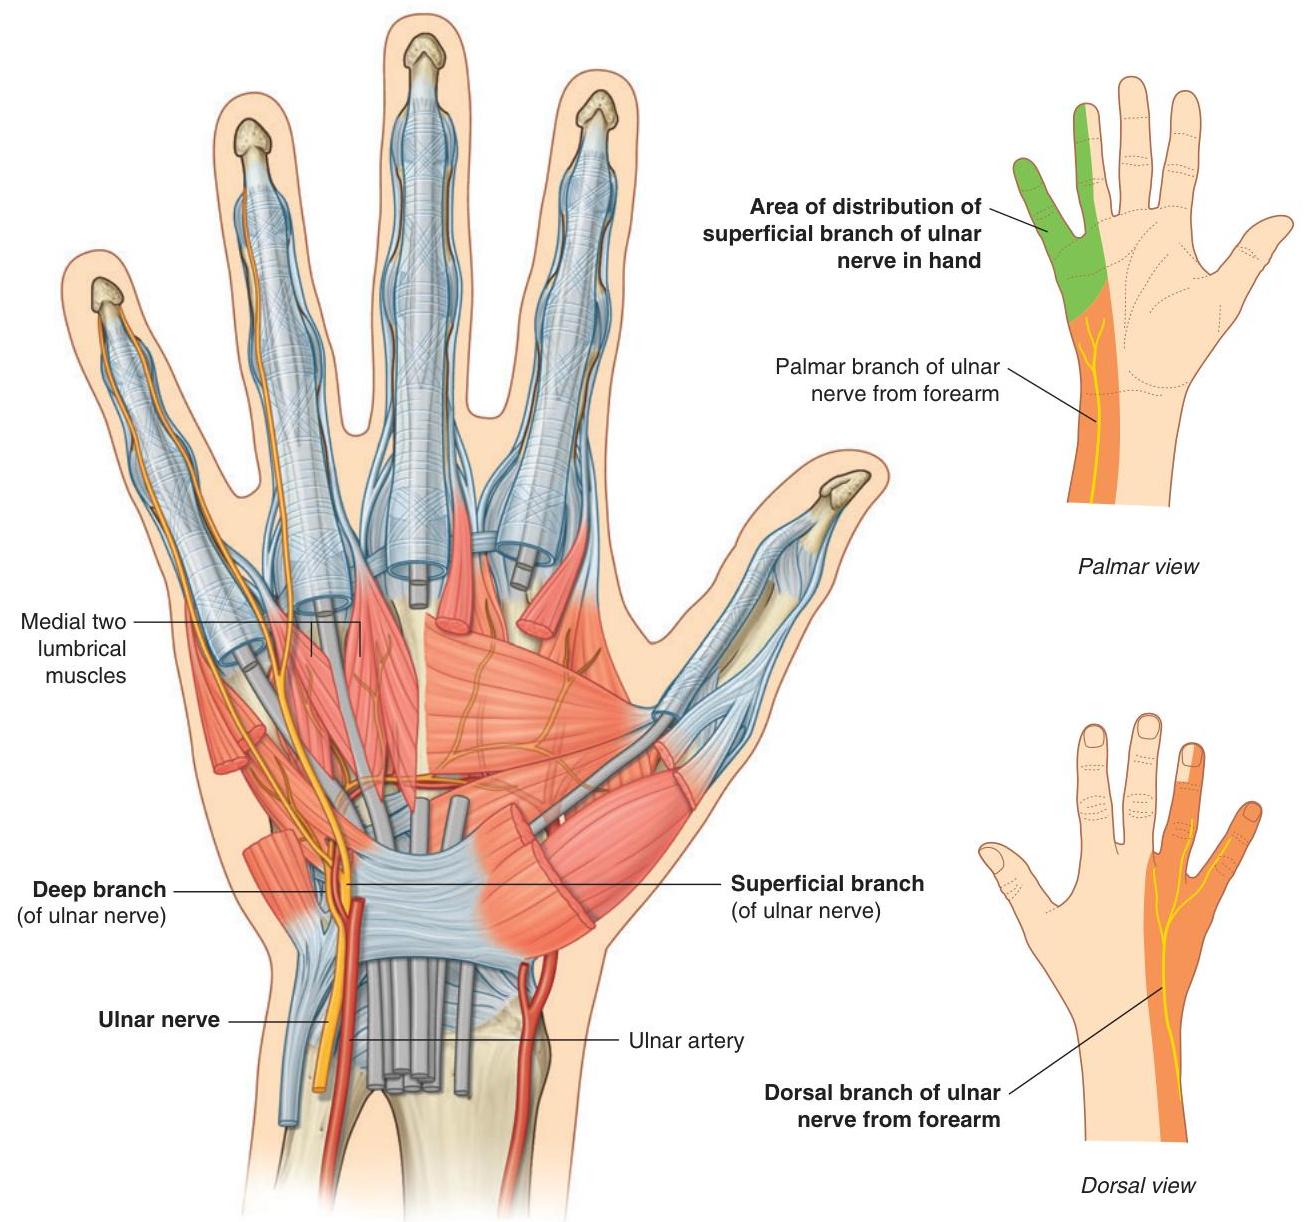 Area of distribution of
superficial branch of ulnar
nerve in hand
Palmar branch of ulnar
nerve from forearm
Palmar view
Medial two
lumbrical
muscles
Deep branch
(of ulnar nerve)
Superficial branch
(of ulnar nerve)
Ulnar nerve
Ulnar artery
Dorsal branch of ulnar
nerve from forearm
Dorsal view